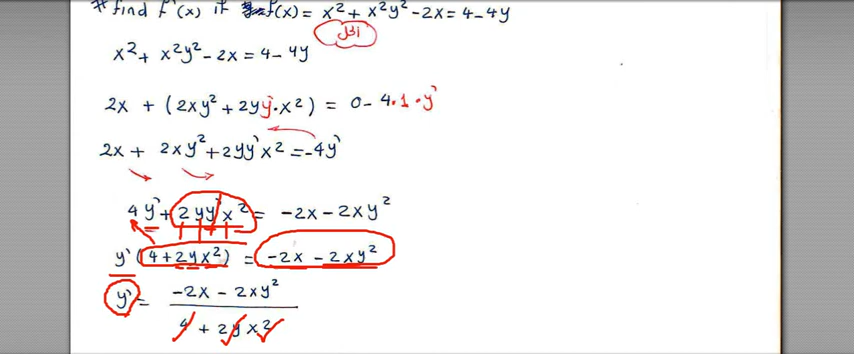 # find f'(x) if f(x) = x² + x²y² - 2x = 4 - 4y
x² + x²y² - 2x = 4 - 4y
2x + (2xy² + 2yy'·x²) = 0 - 4·1·y'
2x + 2xy² + 2yy'x² = -4y'
4y' + 2yy'x² = -2x - 2xy²
y'(4 + 2yx²) = -2x - 2xy²
y' = -2x - 2xy²
4 + 2yx²